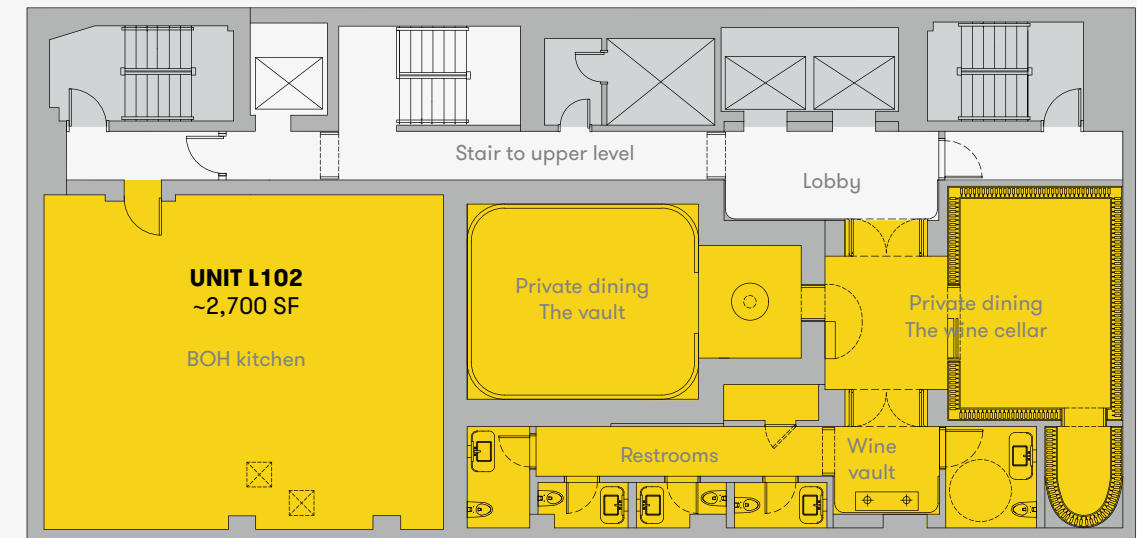 Stair to upper level
Lobby
UNIT L102
~2,700 SF
BOH kitchen
Private dining
The vault
Private dining
The wine cellar
Restrooms
Wine
vault